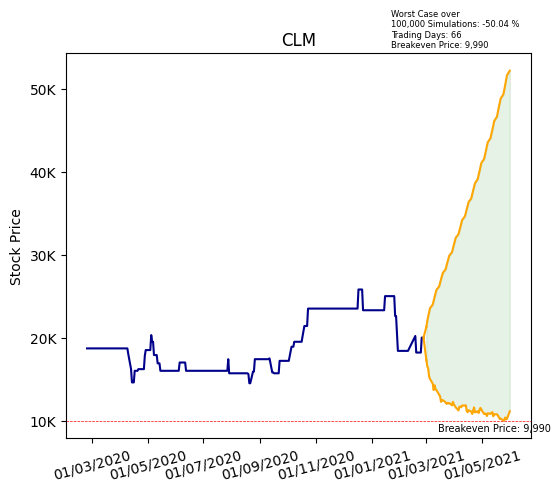 Worst Case over
100,000 Simulations: -50.04 %
Trading Days: 66
Breakeven Price: 9,990
CLM
Stock Price
50K
40K
30K
20K
10K
Breakeven Price: 9,990
01/03/2020
01/05/2020
01/07/2020
01/09/2020
01/11/2020
01/01/2021
01/03/2021
01/05/2021